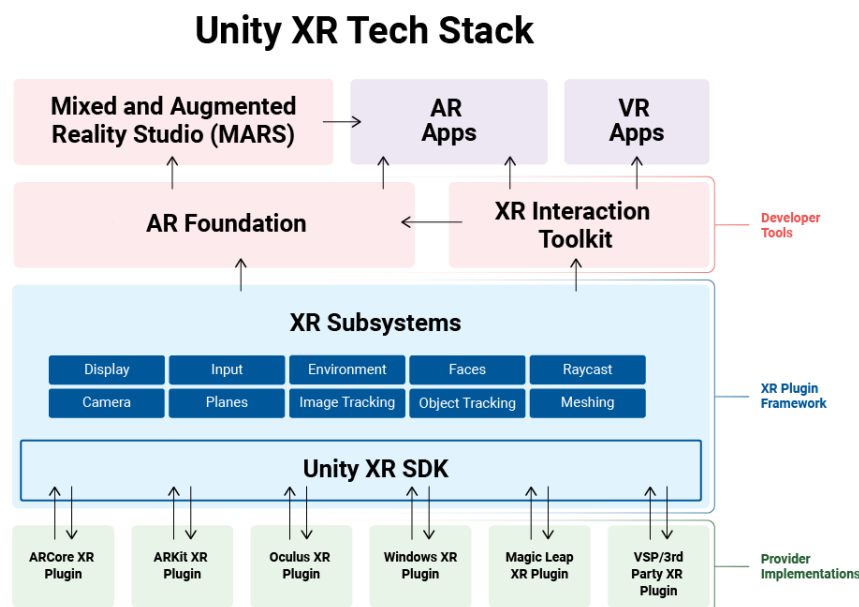 Unity XR Tech Stack
Mixed and Augmented
Reality Studio (MARS)
AR
Apps
VR
Apps
AR Foundation
XR Interaction
Toolkit
Developer
Tools
XR Subsystems
Display
Input
Environment
Faces
Raycast
Camera
Planes
Image Tracking
Object Tracking
Meshing
XR Plugin
Framework
Unity XR SDK
ARCore XR
Plugin
ARKit XR
Plugin
Oculus XR
Plugin
Windows XR
Plugin
Magic Leap
XR Plugin
VSP/3rd
Party XR
Plugin
Provider
Implementations